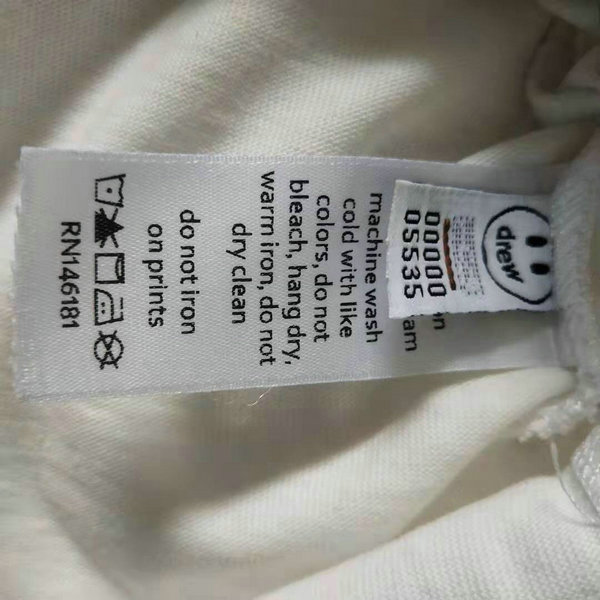 drew
00000
05535
machine wash
cold with like
colors, do not
bleach, hang dry,
warm iron, do not
dry clean
do not iron
on prints
RN146181